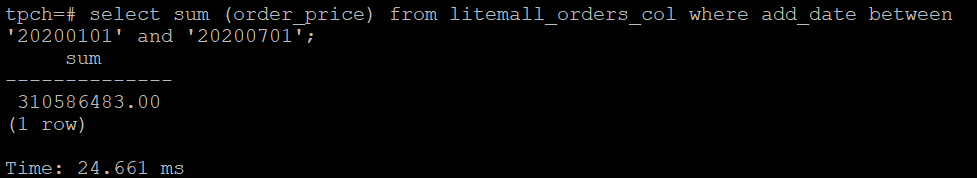 tpch=# select sum (order_price) from litemall_orders_col where add_date between
'20200101' and '20200701';
sum
--------------
310586483.00
(1 row)
Time: 24.661 ms